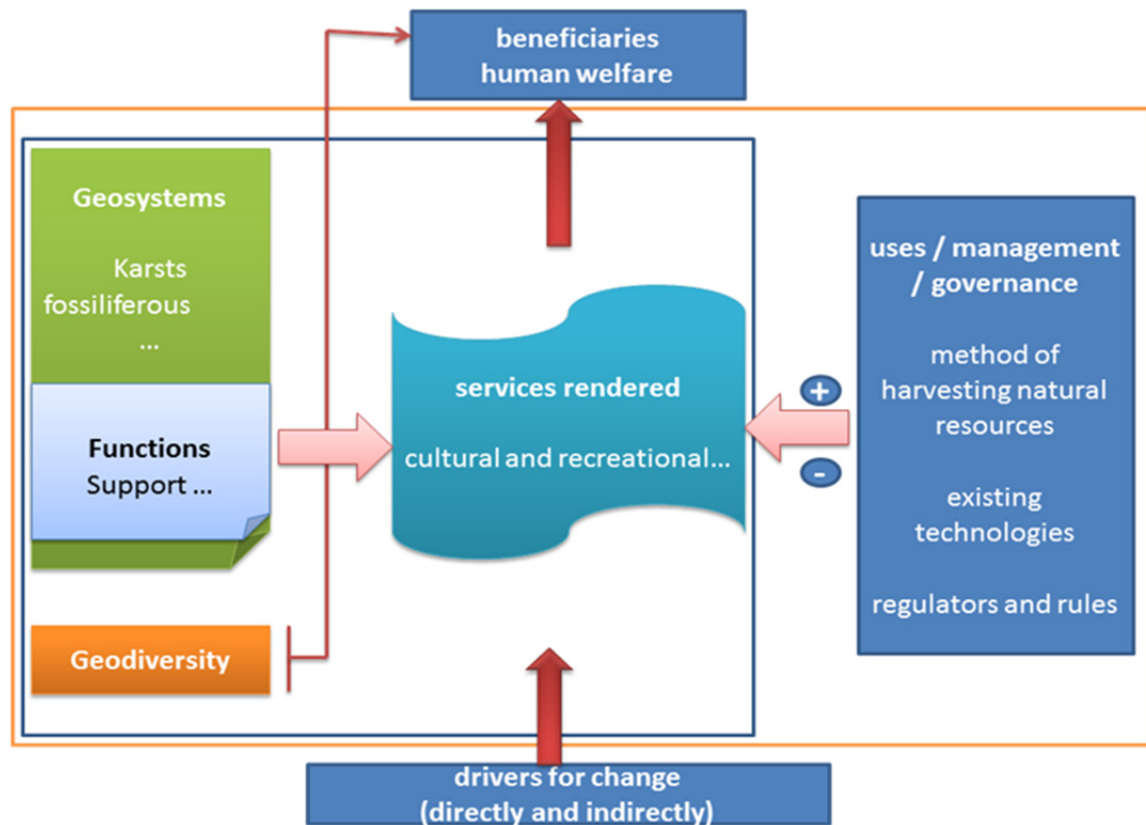 beneficiaries
human welfare
Geosystems
Karsts
fossiliferous
...
Functions
Support ...
Geodiversity
services rendered
cultural and recreational...
+
-
uses / management
/ governance
method of
harvesting natural
resources
existing
technologies
regulators and rules
drivers for change
(directly and indirectly)